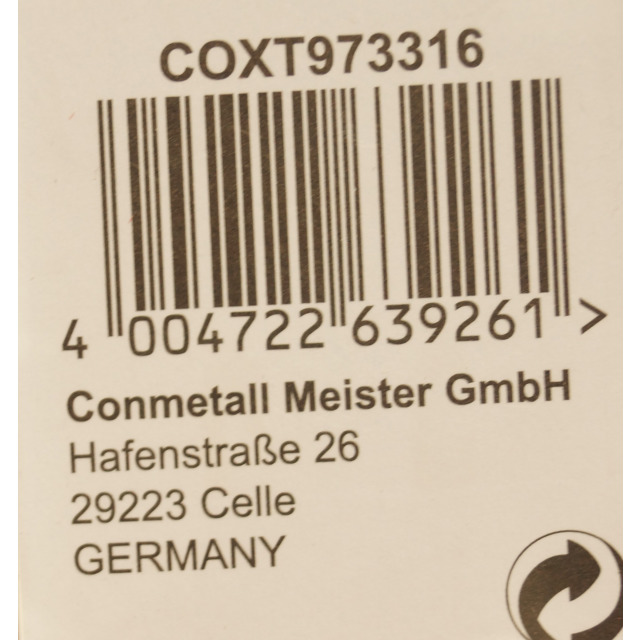 COXT973316
4 004722 639261 >
Conmetall Meister GmbH
Hafenstraße 26
29223 Celle
GERMANY